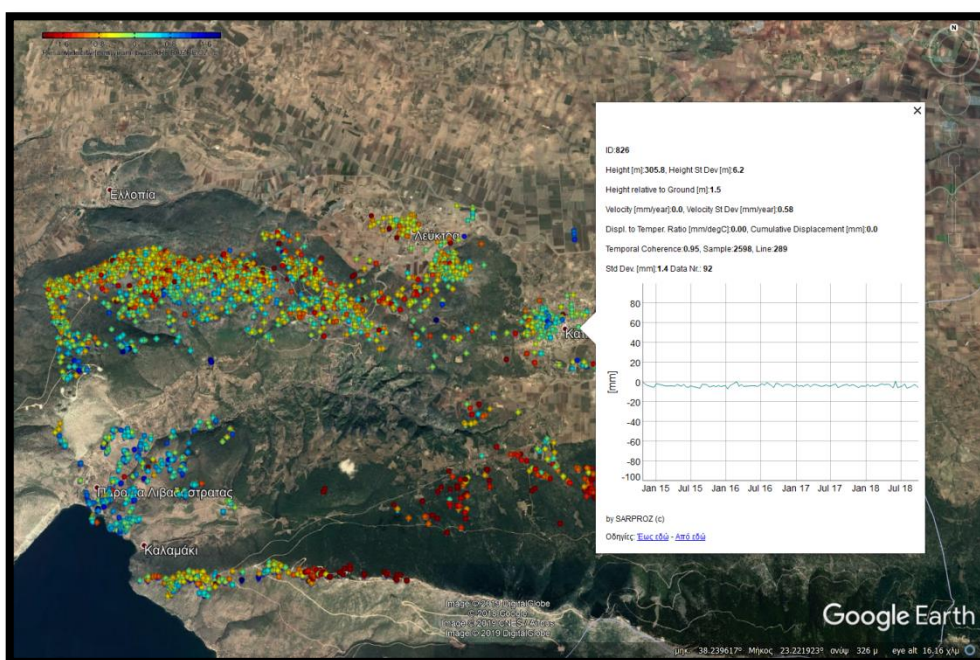 Ελλοπία
Λεύκτρα
Παραλία Λιβαδόστρατας
Καλαμάκι
ID:826
Height [m]:305.8, Height St Dev [m]:6.2
Height relative to Ground [m]:1.5
Velocity [mm/year]:0.0, Velocity St Dev [mm/year]:0.58
Displ. to Temper. Ratio [mm/degC]:0.00, Cumulative Displacement [mm]:0.0
Temporal Coherence:0.95, Sample:2598, Line:289
Std Dev. [mm]:1.4 Data Nr.: 92
[mm]
80
60
40
20
0
-20
-40
-60
-80
-100
Jan 15 Jul 15 Jan 16 Jul 16 Jan 17 Jul 17 Jan 18 Jul 18
by SARPROZ (c)
Οδηγίες: Έως εδώ - Από εδώ
Image © 2019 DigitalGlobe
© 2018 Google
Image © 2019 CNES / Airbus
Image © 2019 DigitalGlobe
Google Earth
μηκ 38.239617° Μήκος 23.221923° ανύψ 326 μ eye alt 16.16 χλμ
N